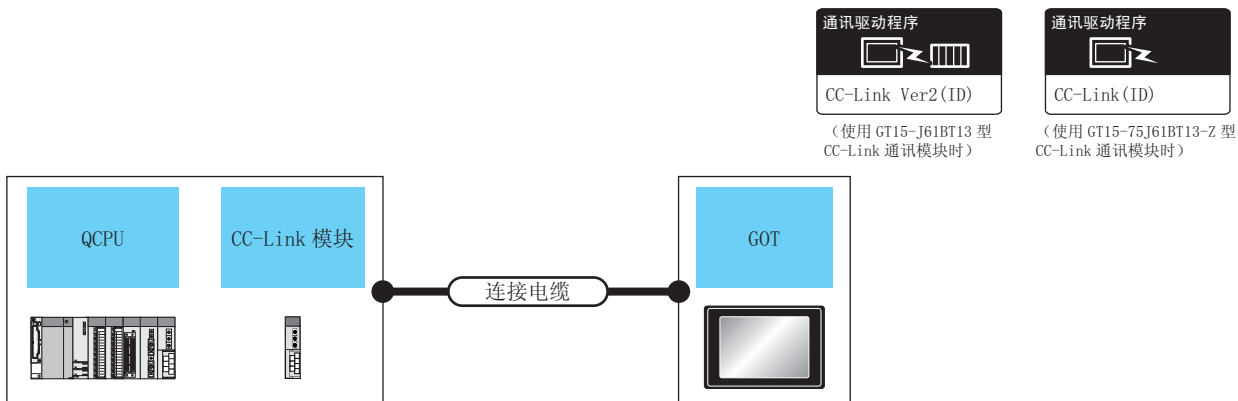 通讯驱动程序
CC-Link Ver2(ID)
（使用 GT15-J61BT13 型
CC-Link 通讯模块时）
通讯驱动程序
CC-Link(ID)
（使用 GT15-75J61BT13-Z 型
CC-Link 通讯模块时）
QCPU
CC-Link 模块
连接电缆
GOT